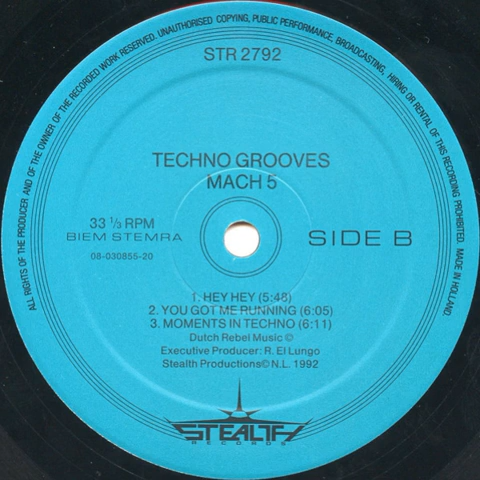 ALL RIGHTS OF THE PRODUCER AND OF THE OWNER OF THE RECORDED WORK RESERVED. UNAUTHORISED COPYING, PUBLIC PERFORMANCE, BROADCASTING, HIRING OR RENTAL OF THIS RECORDING PROHIBITED. MADE IN HOLLAND.
STR 2792
TECHNO GROOVES
MACH 5
33 ⅓ RPM
BIEM STEMRA
08-030855-20
SIDE B
1. HEY HEY (5:48)
2. YOU GOT ME RUNNING (6:05)
3. MOMENTS IN TECHNO (6:11)
Dutch Rebel Music ©
Executive Producer: R. El Lungo
Stealth Productions© N.L. 1992
STEALTH
RECORDS